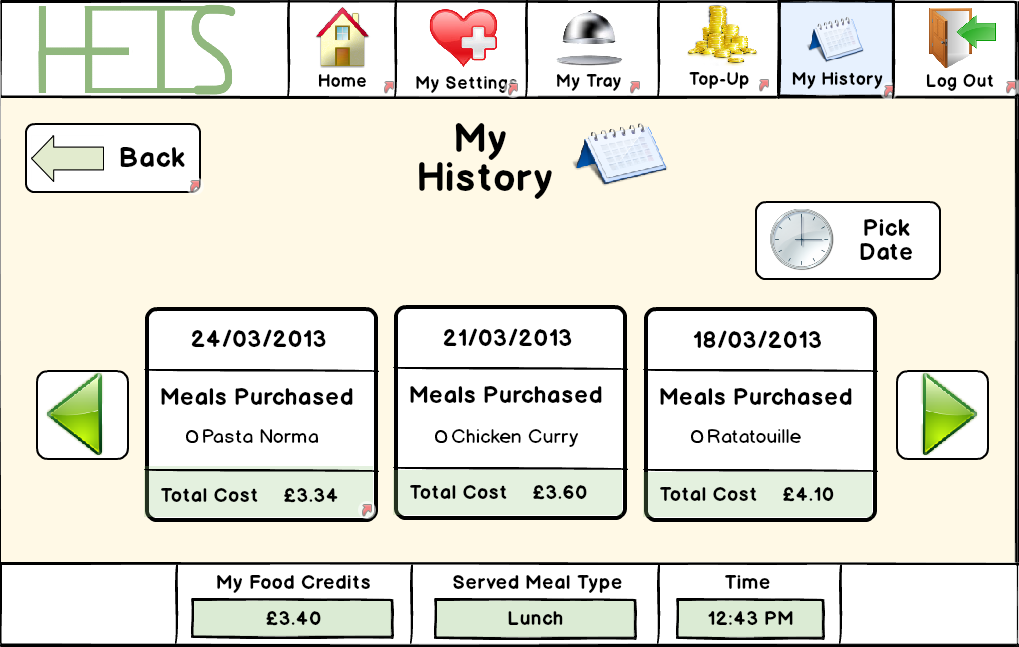 HETS
Home
My Settings
My Tray
Top-Up
My History
Log Out
Back
My
History
Pick
Date
24/03/2013
Meals Purchased
Pasta Norma
Total Cost £3.34
21/03/2013
Meals Purchased
Chicken Curry
Total Cost £3.60
18/03/2013
Meals Purchased
Ratatouille
Total Cost £4.10
My Food Credits
£3.40
Served Meal Type
Lunch
Time
12:43 PM